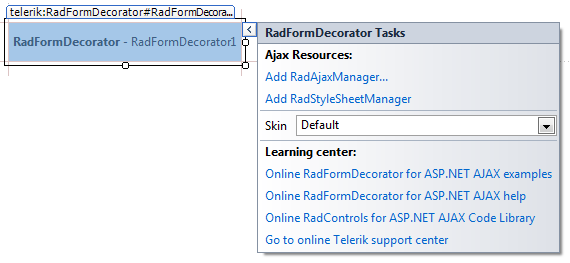 telerik:RadFormDecorator#RadFormDecora...
RadFormDecorator - RadFormDecorator1
RadFormDecorator Tasks
Ajax Resources:
Add RadAjaxManager...
Add RadStyleSheetManager
Skin Default
Learning center:
Online RadFormDecorator for ASP.NET AJAX examples
Online RadFormDecorator for ASP.NET AJAX help
Online RadControls for ASP.NET AJAX Code Library
Go to online Telerik support center